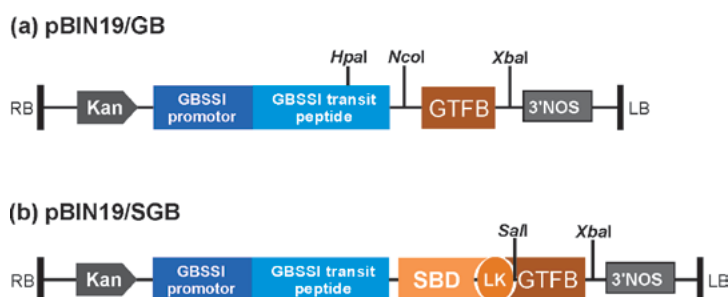 (a) pBIN19/GB
HpaI NcoI XbaI
RB Kan GBSSI promotor GBSSI transit peptide GTFB 3'NOS LB
(b) pBIN19/SGB
SalI XbaI
RB Kan GBSSI promotor GBSSI transit peptide SBD LK GTFB 3'NOS LB